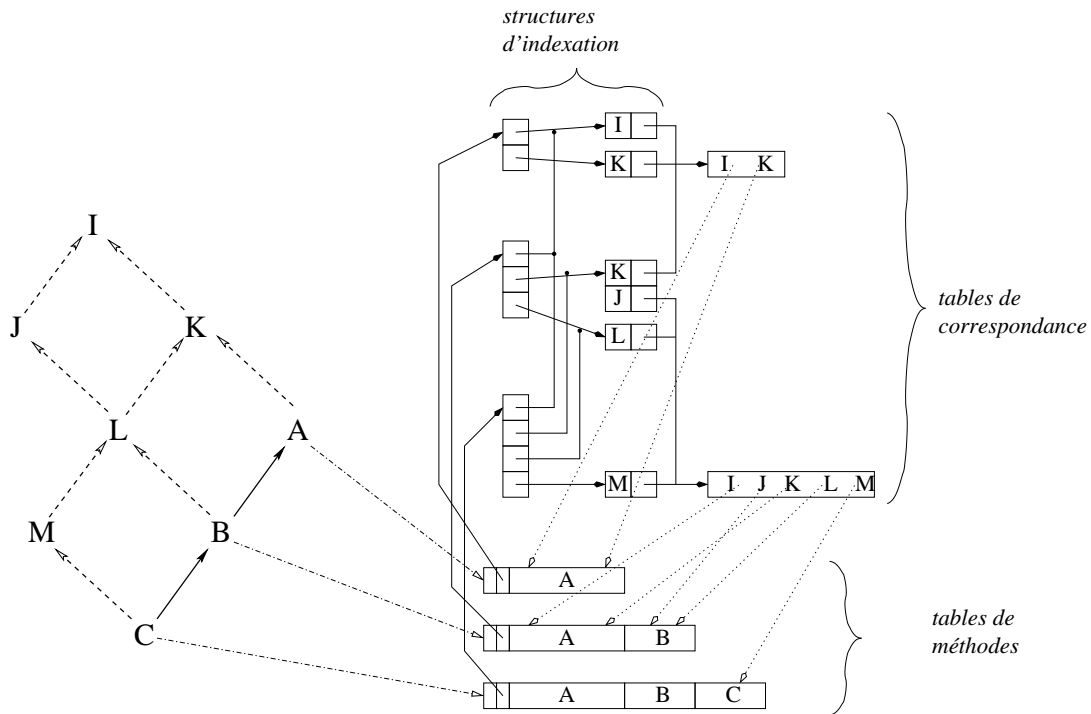 structures
d'indexation
I
K
I K
I
K
J
J
K
L
tables de
correspondance
L
A
M
I J K L M
M
B
A
A B
tables de
méthodes
C
A B C